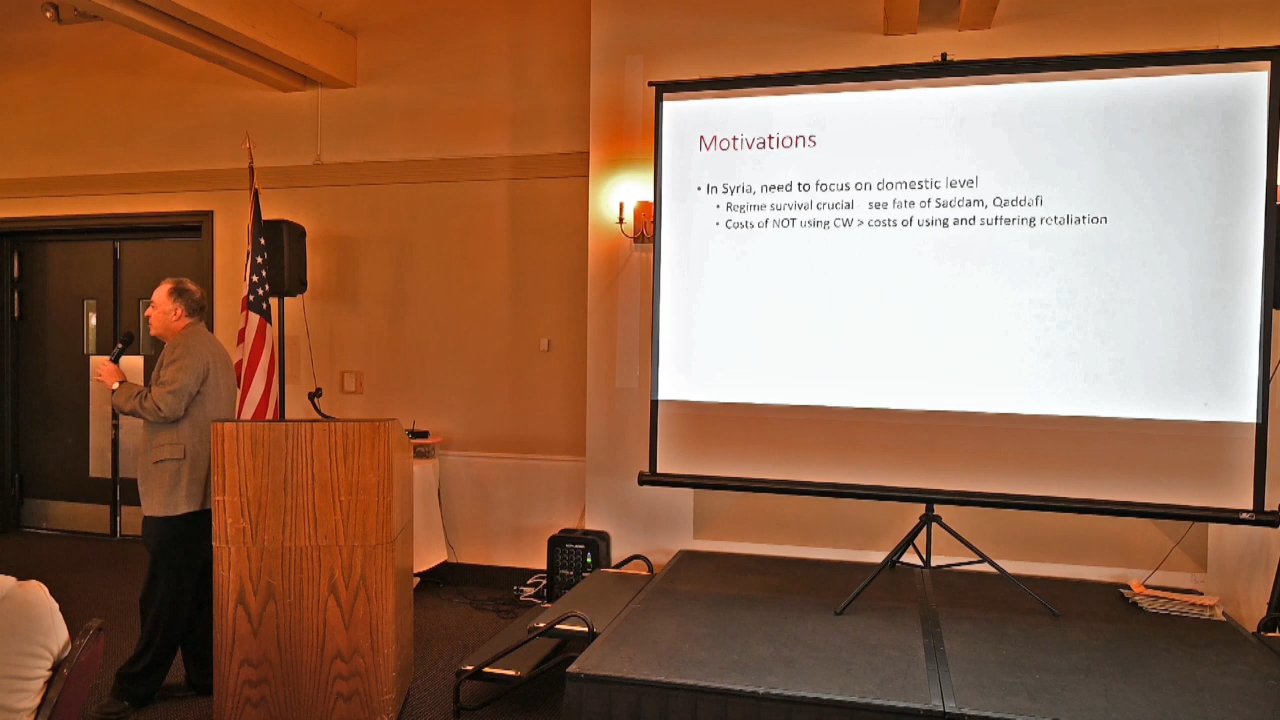 Motivations
• In Syria, need to focus on domestic level
• Regime survival crucial – see fate of Saddam, Qaddafi
• Costs of NOT using CW > costs of using and suffering retaliation